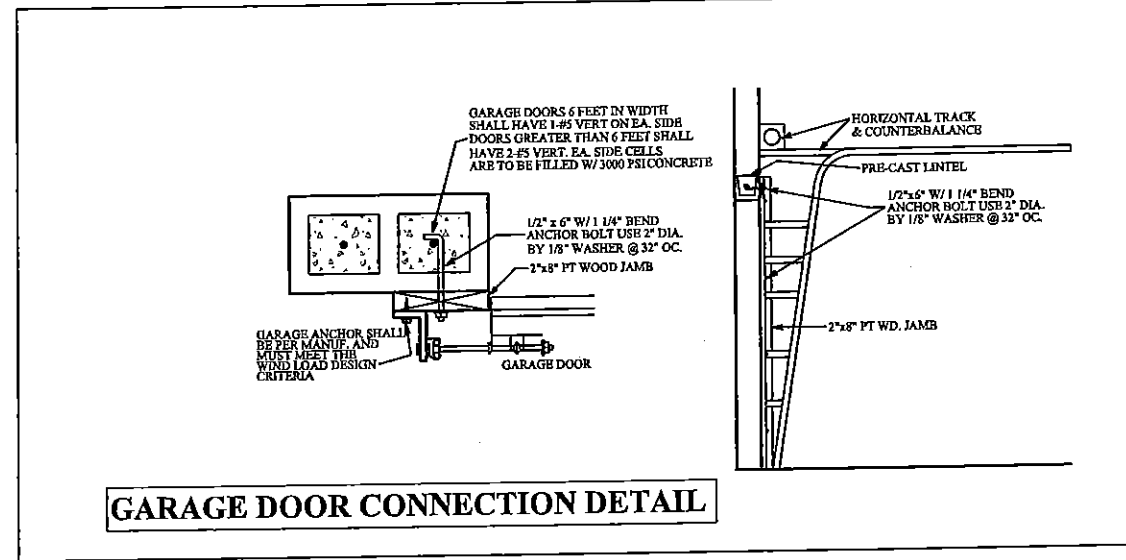 GARAGE DOORS 6 FEET IN WIDTH
SHALL HAVE 1-#5 VERT ON EA. SIDE
DOORS GREATER THAN 6 FEET SHALL
HAVE 2-#5 VERT. EA. SIDE CELLS
ARE TO BE FILLED W/ 3000 PSI CONCRETE
1/2" x 6" W/ 1 1/4" BEND
ANCHOR BOLT USE 2" DIA.
BY 1/8" WASHER @ 32" OC.
2"x8" PT WOOD JAMB
GARAGE ANCHOR SHALL
BE PER MANUF. AND
MUST MEET THE
WIND LOAD DESIGN
CRITERIA
GARAGE DOOR
HORIZONTAL TRACK
& COUNTERBALANCE
PRE-CAST LINTEL
1/2"x6" W/ 1 1/4" BEND
ANCHOR BOLT USE 2" DIA.
BY 1/8" WASHER @ 32" OC.
2"x8" PT WD. JAMB
GARAGE DOOR CONNECTION DETAIL